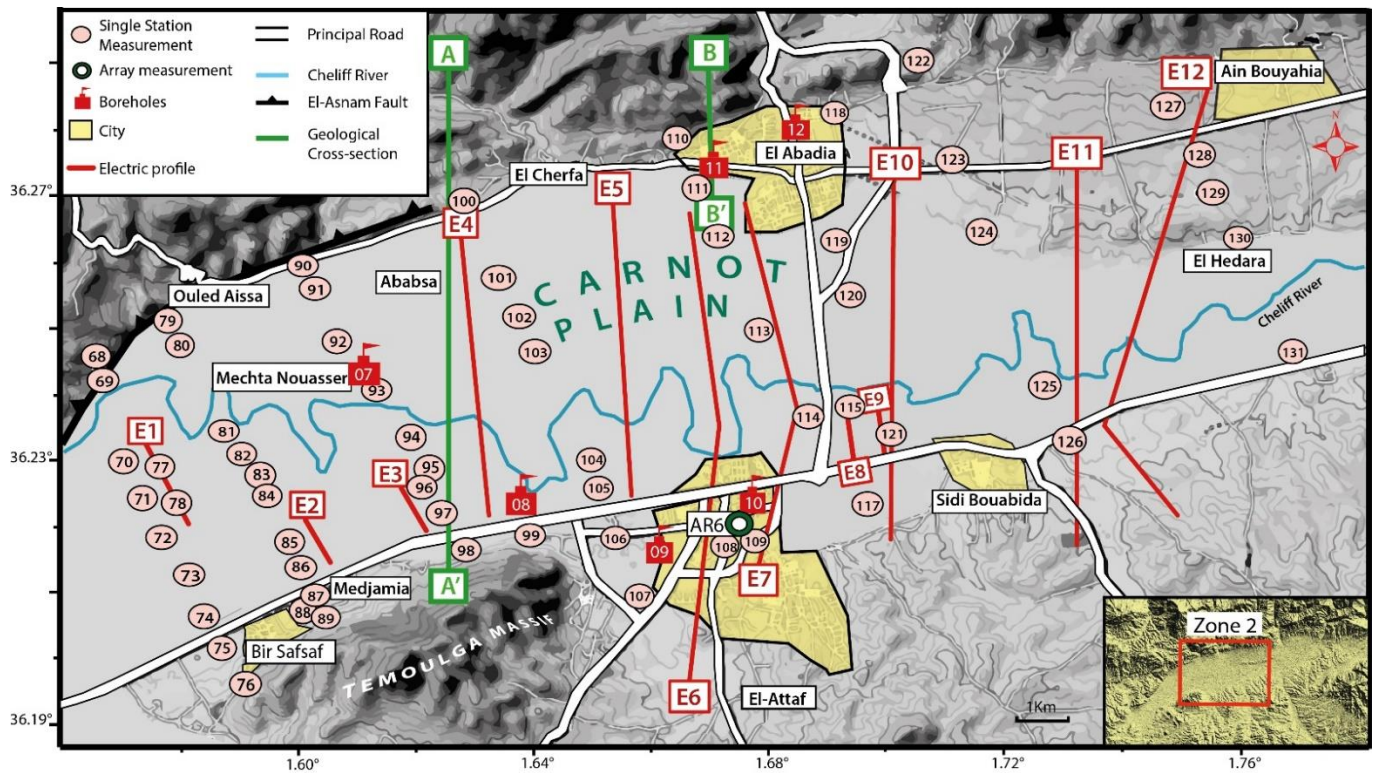 Single Station
Measurement
Array measurement
Boreholes
City
Electric profile
Principal Road
Cheliff River
El-Asnam Fault
Geological
Cross-section
A
B
122
E12
Ain Bouyahia
127
118
12
110
El Abadia
N
11
E10
123
E11
128
El Cherfa
E5
111
129
36.27°
100
E4
B'
112
119
124
130
El Hedara
90
91
Ababsa
101
CARNOT
PLAIN
Ouled Aissa
120
Cheliff River
79
80
102
113
92
103
68
69
Mechta Nouasser
07
93
131
125
E1
81
94
114
115
E9
121
126
36.23°
70
77
82
83
84
E3
95
96
104
105
E8
71
78
97
08
10
117
Sidi Bouabida
E2
AR6
72
85
99
106
09
108
109
98
86
73
Medjamia
A'
E7
87
88
89
107
74
75
Bir Safsaf
TEMOULGA MASSIF
76
E6
El-Attaf
Zone 2
36.19°
1Km
1.60°
1.64°
1.68°
1.72°
1.76°